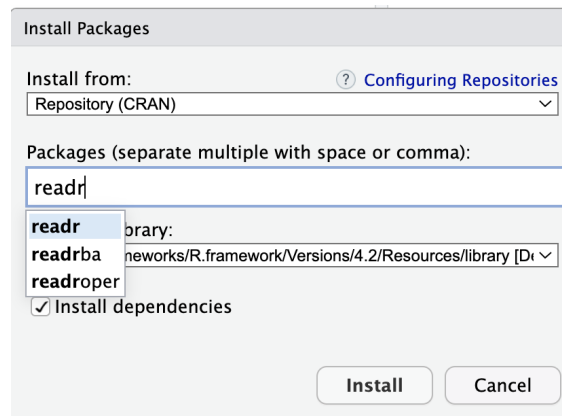 Install Packages
Install from:
? Configuring Repositories
Repository (CRAN)
Packages (separate multiple with space or comma):
readr
readr
readrba
readroper
Install dependencies
Install
Cancel